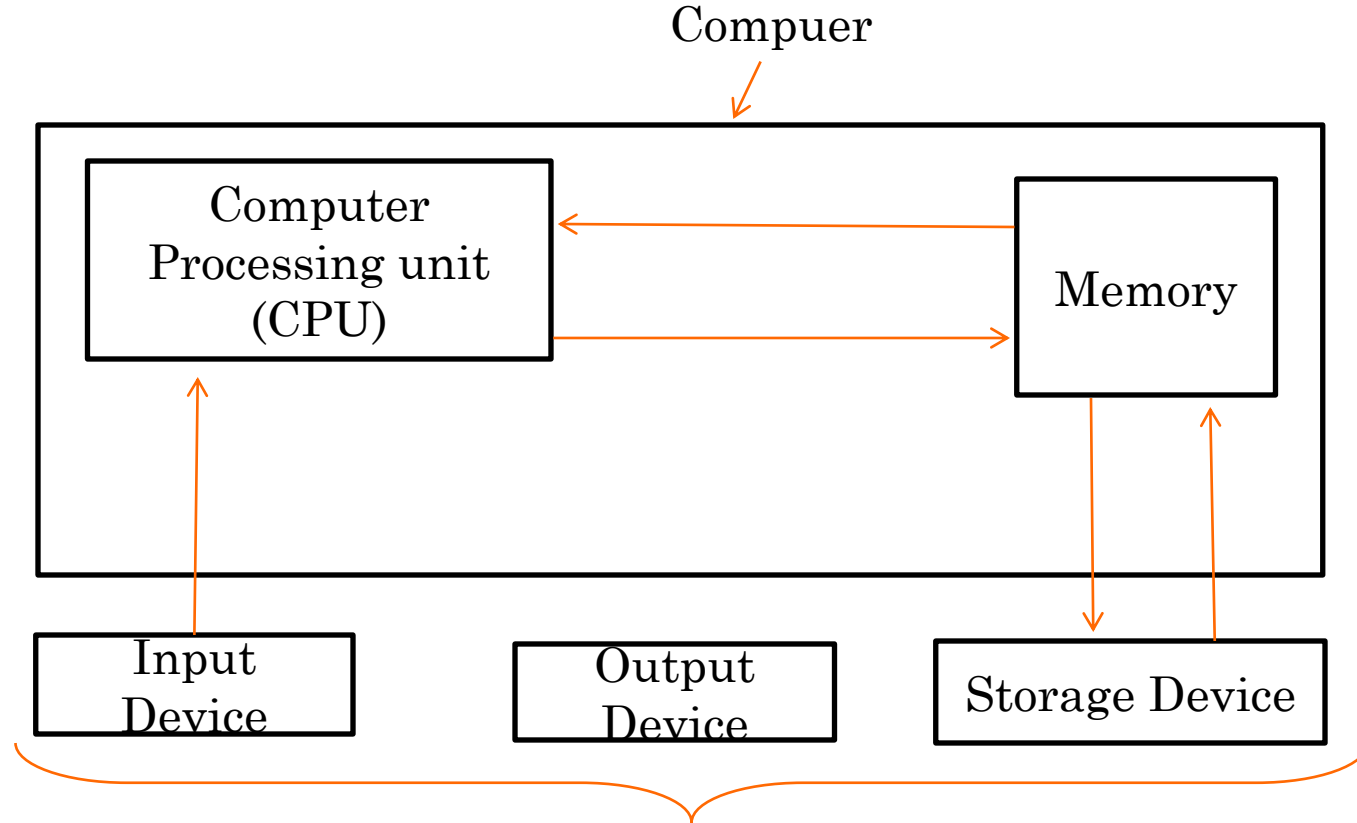 Compuer
Computer
Processing unit
(CPU)
Memory
Input
Device
Output
Device
Storage Device